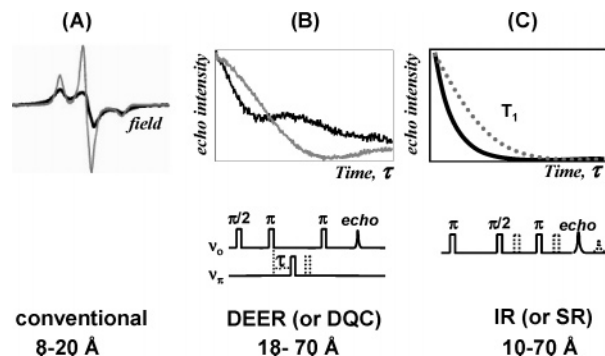 (A)
(B)
(C)
field
echo intensity
Time, τ
echo intensity
T1
Time, τ
π/2 π π echo
νo
τ
νπ
π π/2 π echo
conventional
8-20 Å
DEER (or DQC)
18- 70 Å
IR (or SR)
10-70 Å